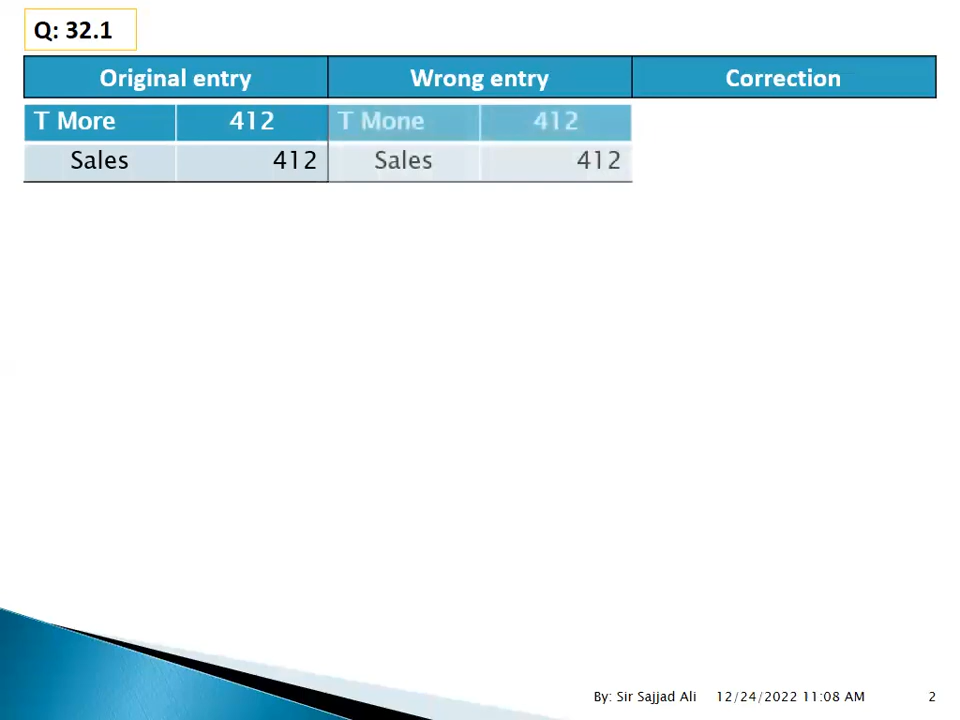 Q: 32.1
Original entry Wrong entry Correction
T More 412 T Mone 412
Sales 412 Sales 412
By: Sir Sajjad Ali 12/24/2022 11:08 AM 2